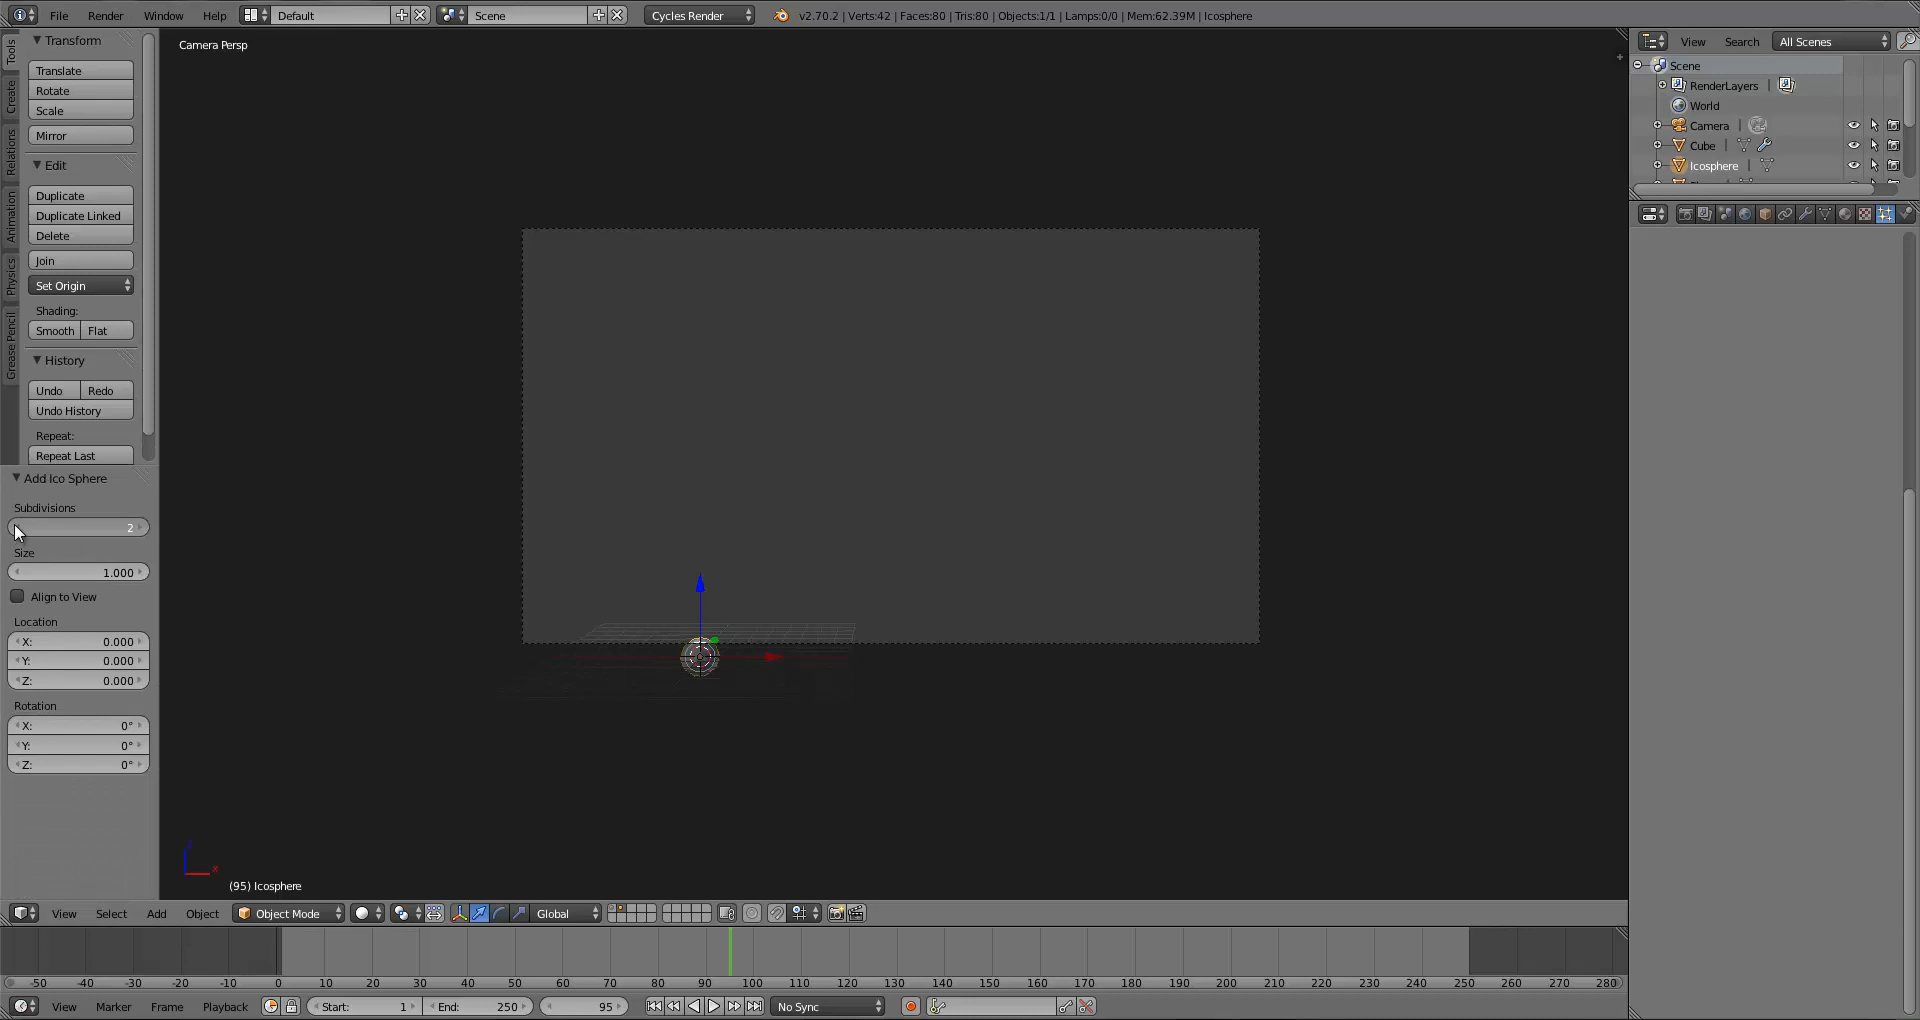 File Render Window Help Default Scene Cycles Render v2.70.2 | Verts:42 | Faces:80 | Tris:80 | Objects:1/1 | Lamps:0/0 | Mem:62.39M | Icosphere
Tools
Create
Relations
Animation
Physics
Grease Pencil
Transform
Translate
Rotate
Scale
Mirror
Edit
Duplicate
Duplicate Linked
Delete
Join
Set Origin
Shading:
Smooth Flat
History
Undo Redo
Undo History
Repeat:
Repeat Last
Add Ico Sphere
Subdivisions
2
Size
1.000
Align to View
Location
X: 0.000
Y: 0.000
Z: 0.000
Rotation
X: 0°
Y: 0°
Z: 0°
Camera Persp
x
(95) Icosphere
View Search All Scenes
Scene
RenderLayers |
World
Camera |
Cube |
Icosphere |
View Select Add Object Object Mode Global
-50 -40 -30 -20 -10 0 10 20 30 40 50 60 70 80 90 100 110 120 130 140 150 160 170 180 190 200 210 220 230 240 250 260 270 280
View Marker Frame Playback Start: 1 End: 250 95 No Sync